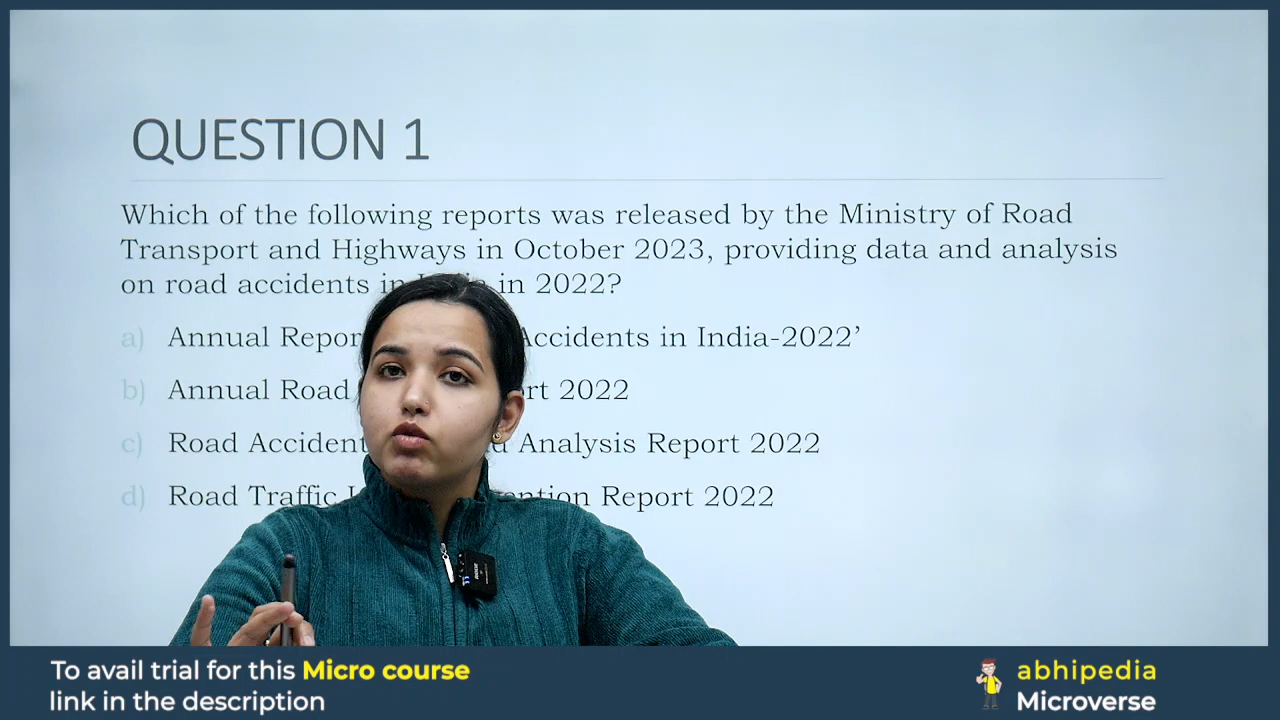 QUESTION 1
Which of the following reports was released by the Ministry of Road
Transport and Highways in October 2023, providing data and analysis
on road accidents in in 2022?
a) Annual Accidents in India-2022’
b) Annual Road 2022
c) Road Analysis Report 2022
d) Road Traffic Report 2022
To avail trial for this Micro course
link in the description
abhipedia
Microverse